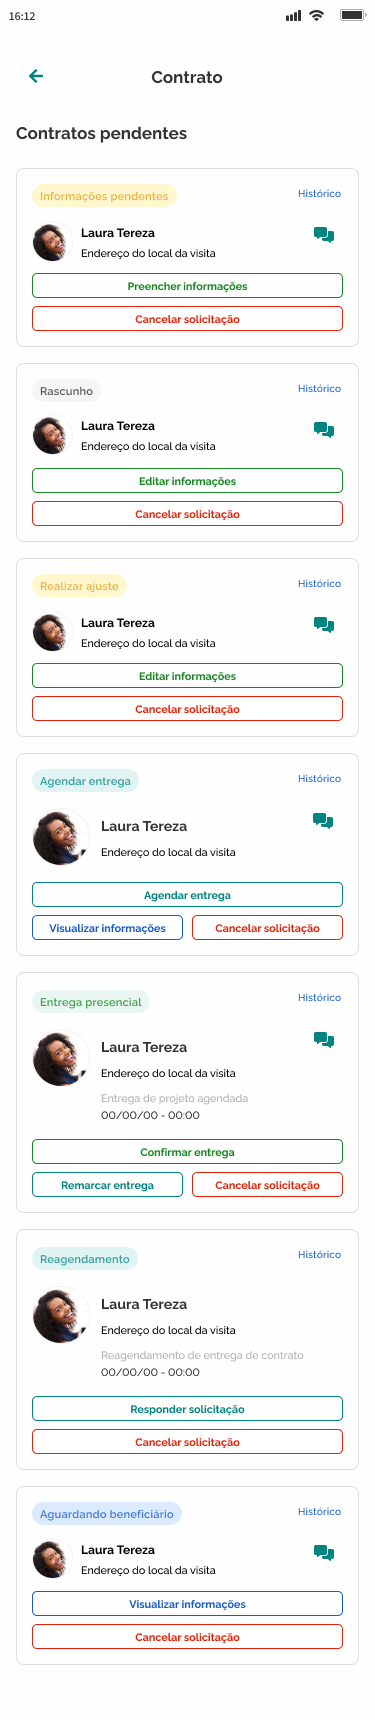 16:12
Contrato
Contratos pendentes
Informações pendentes
Histórico
Laura Tereza
Endereço do local da visita
Preencher informações
Cancelar solicitação
Rascunho
Histórico
Laura Tereza
Endereço do local da visita
Editar informações
Cancelar solicitação
Realizar ajuste
Histórico
Laura Tereza
Endereço do local da visita
Editar informações
Cancelar solicitação
Agendar entrega
Histórico
Laura Tereza
Endereço do local da visita
Agendar entrega
Visualizar informações
Cancelar solicitação
Entrega presencial
Histórico
Laura Tereza
Endereço do local da visita
Entrega de projeto agendada
00/00/00 - 00:00
Confirmar entrega
Remarcar entrega
Cancelar solicitação
Reagendamento
Histórico
Laura Tereza
Endereço do local da visita
Reagendamento de entrega de contrato
00/00/00 - 00:00
Responder solicitação
Cancelar solicitação
Aguardando beneficiário
Histórico
Laura Tereza
Endereço do local da visita
Visualizar informações
Cancelar solicitação